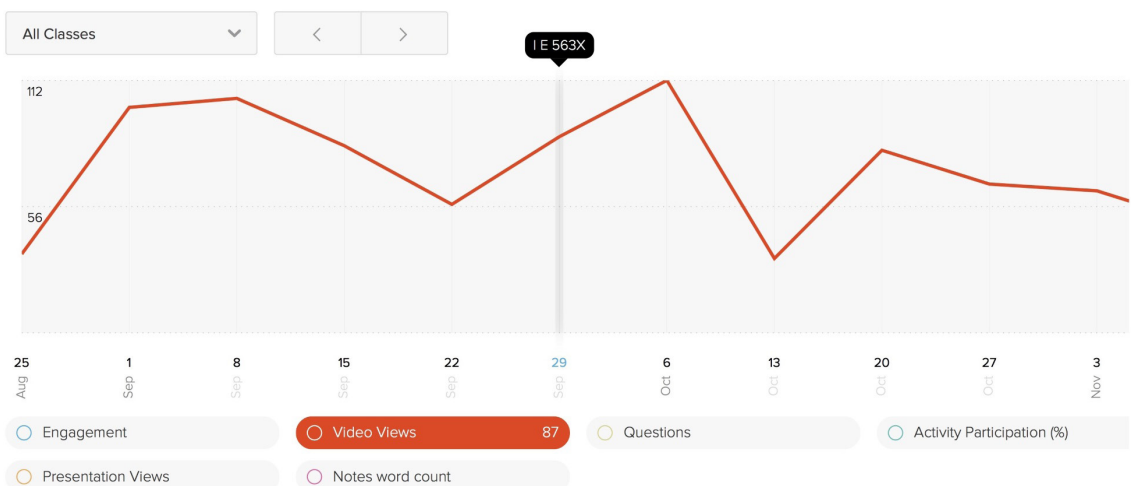 All Classes
I E 563X
112
56
25 1 8 15 22 29 6 13 20 27 3
Aug Sep Sep Sep Sep Sep Oct Oct Oct Oct Nov
Engagement Video Views 87 Questions Activity Participation (%)
Presentation Views Notes word count